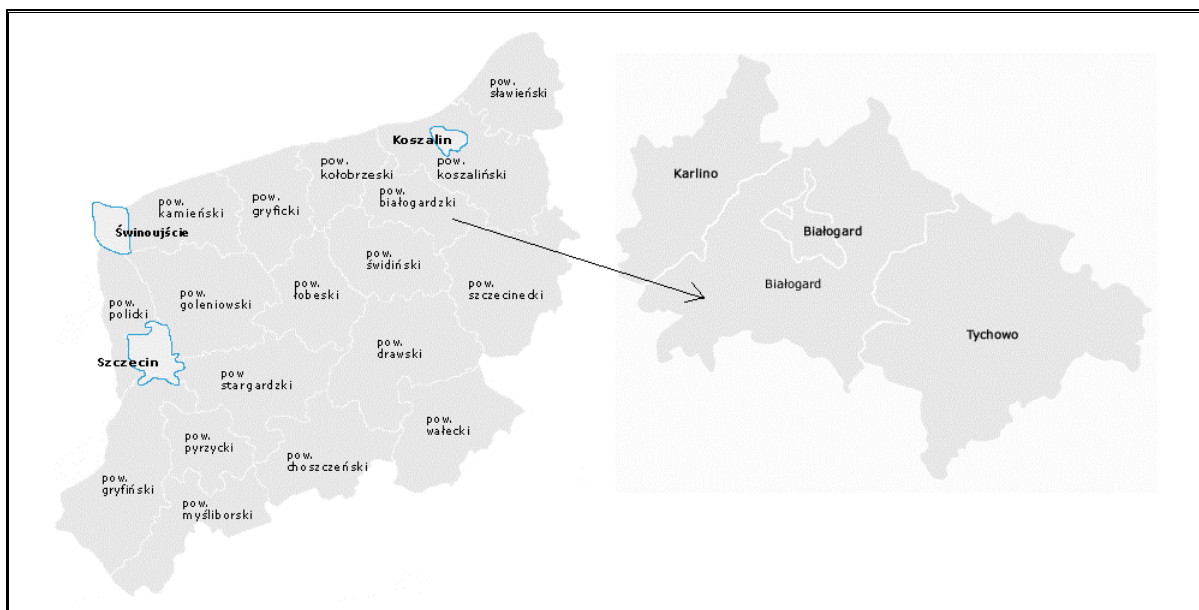 pow.
sławieński
Koszalin
pow.
koszaliński
pow.
kołobrzeski
pow.
białogardzki
pow.
gryficki
pow.
kamieński
Świnoujście
pow.
świdiński
pow.
szczecinecki
pow.
łobeski
pow.
goleniowski
pow.
policki
Szczecin
pow.
drawski
pow
stargardzki
pow.
wałecki
pow.
pyrzycki
pow.
choszczeński
pow.
gryfiński
pow.
myśliborski
Karlino
Białogard
Białogard
Tychowo